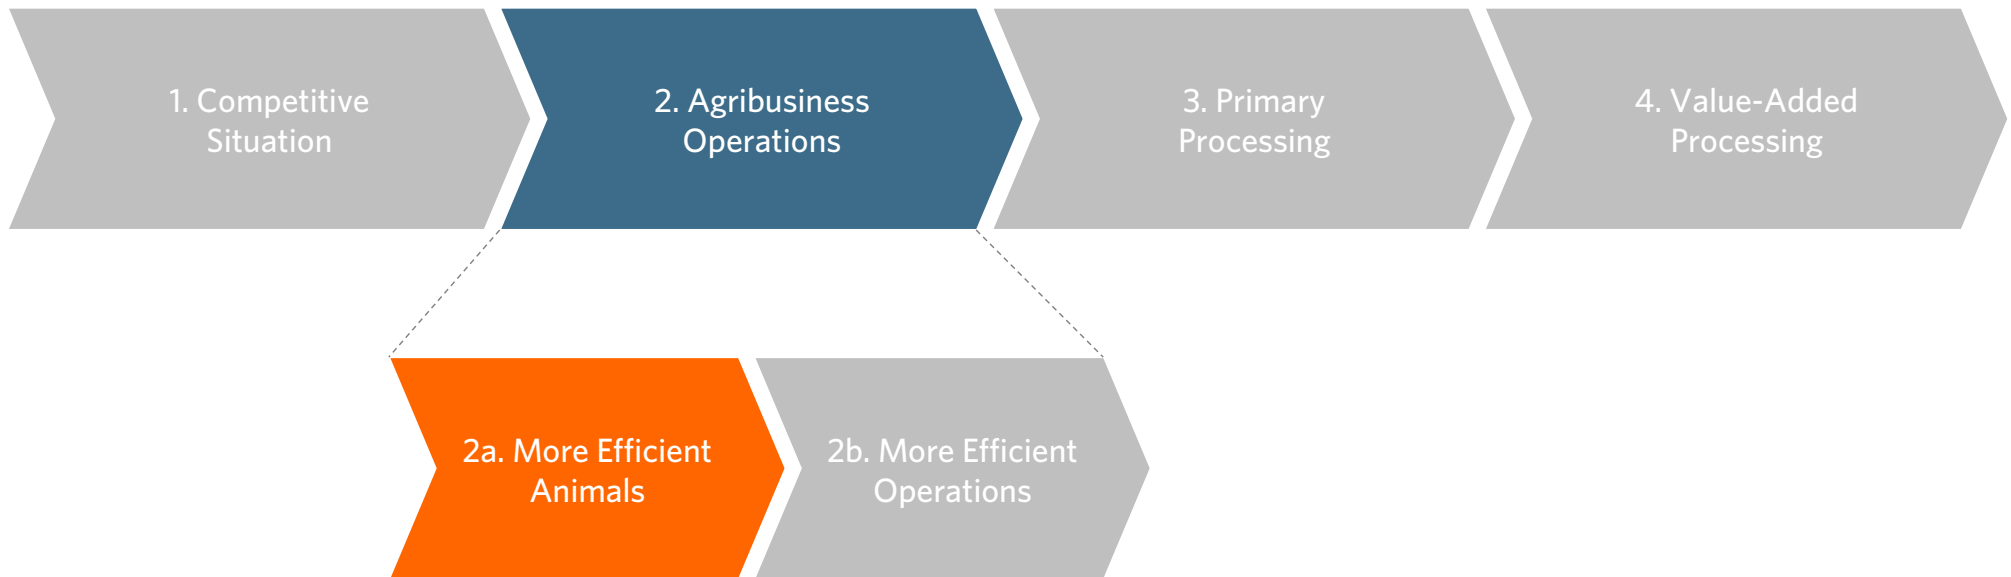 1. Competitive
Situation
2. Agribusiness
Operations
3. Primary
Processing
4. Value-Added
Processing
2a. More Efficient
Animals
2b. More Efficient
Operations